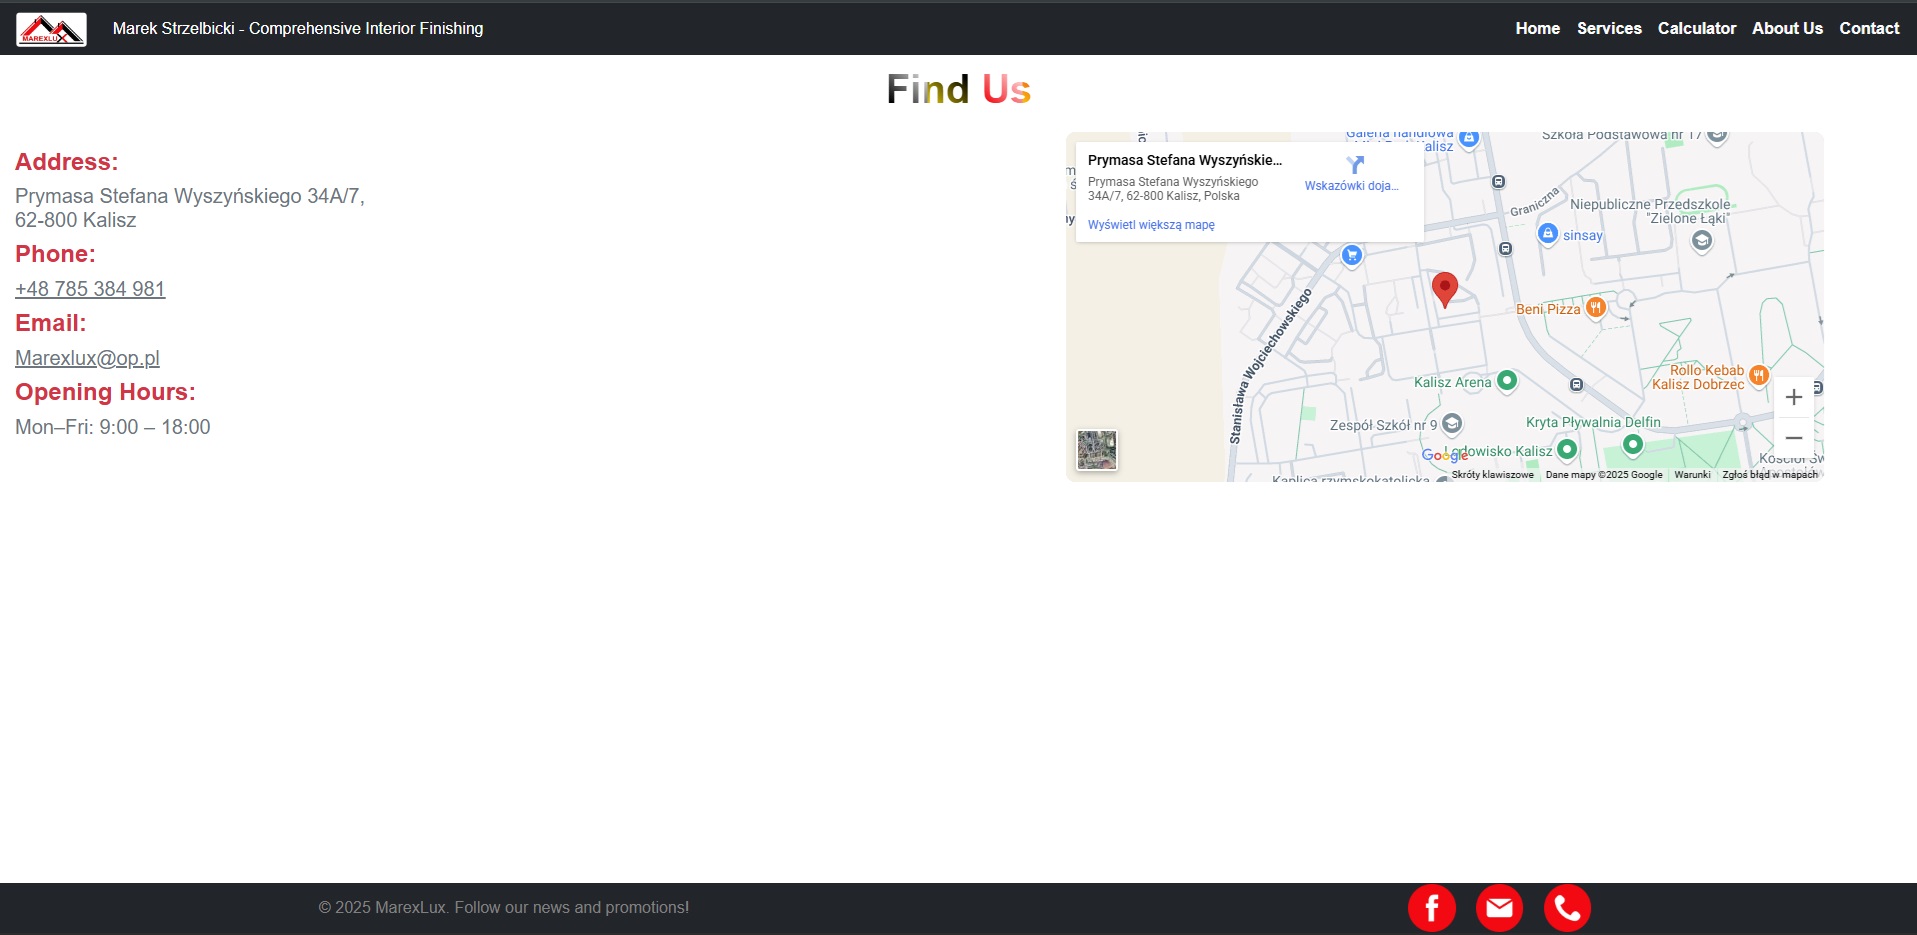 MAREXLUX
Marek Strzelbicki - Comprehensive Interior Finishing
Home Services Calculator About Us Contact
Find Us
Address:
Prymasa Stefana Wyszyńskiego 34A/7,
62-800 Kalisz
Phone:
+48 785 384 981
Email:
Marexlux@op.pl
Opening Hours:
Mon–Fri: 9:00 – 18:00
Prymasa Stefana Wyszyńskie...
Prymasa Stefana Wyszyńskiego
34A/7, 62-800 Kalisz, Polska
Wyświetl większą mapę
Wskazówki doja...
Galeria handlowa
Kalisz
Szkoła Podstawowa nr 17
Graniczna
Niepubliczne Przedszkole
"Zielone Łąki"
sinsay
Beni Pizza
Stanisława Wojciechowskiego
Rollo Kebab
Kalisz Dobrzec
Kalisz Arena
Zespół Szkół nr 9
Kryta Pływalnia Delfin
Lodowisko Kalisz
Kaplica rzymskokatolicka
Google
Skróty klawiszowe Dane mapy ©2025 Google Warunki Zgłoś błąd w mapach
© 2025 MarexLux. Follow our news and promotions!